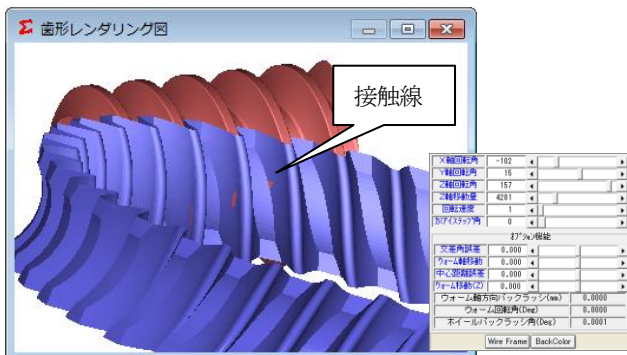 Σ 歯形レンダリング図
接触線
X軸回転角 -102
Y軸回転角 15
Z軸回転角 157
Z軸移動量 4281
回転速度 1
カリアイステップ角 0
オプション機能
交差角誤差 0.000
ウォーム軸移動 0.000
中心距離誤差 0.000
ウォーム移動(Z) 0.000
ウォーム軸方向バックラッシ(mm) 0.0000
ウォーム回転角(Deg) 0.0000
ホイールバックラッシ角(Deg) 0.0001
Wire Frame BackColor